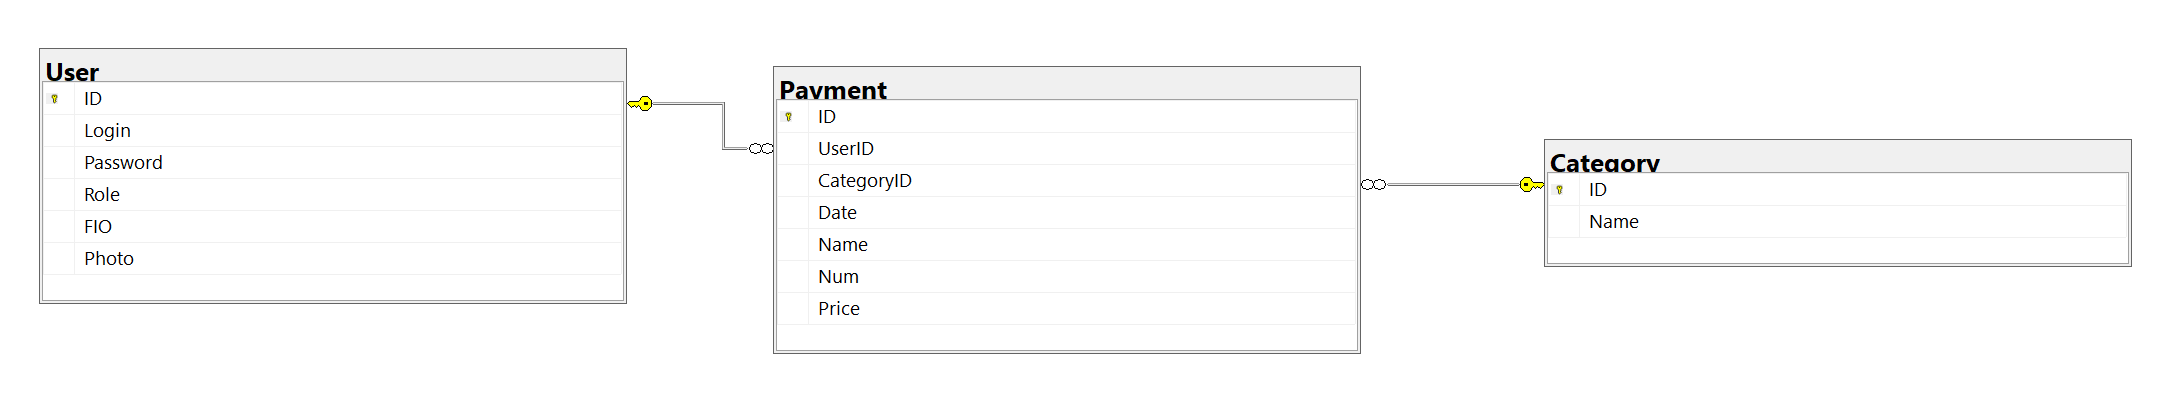 User
ID
Login
Password
Role
FIO
Photo
Payment
ID
UserID
CategoryID
Date
Name
Num
Price
Category
ID
Name